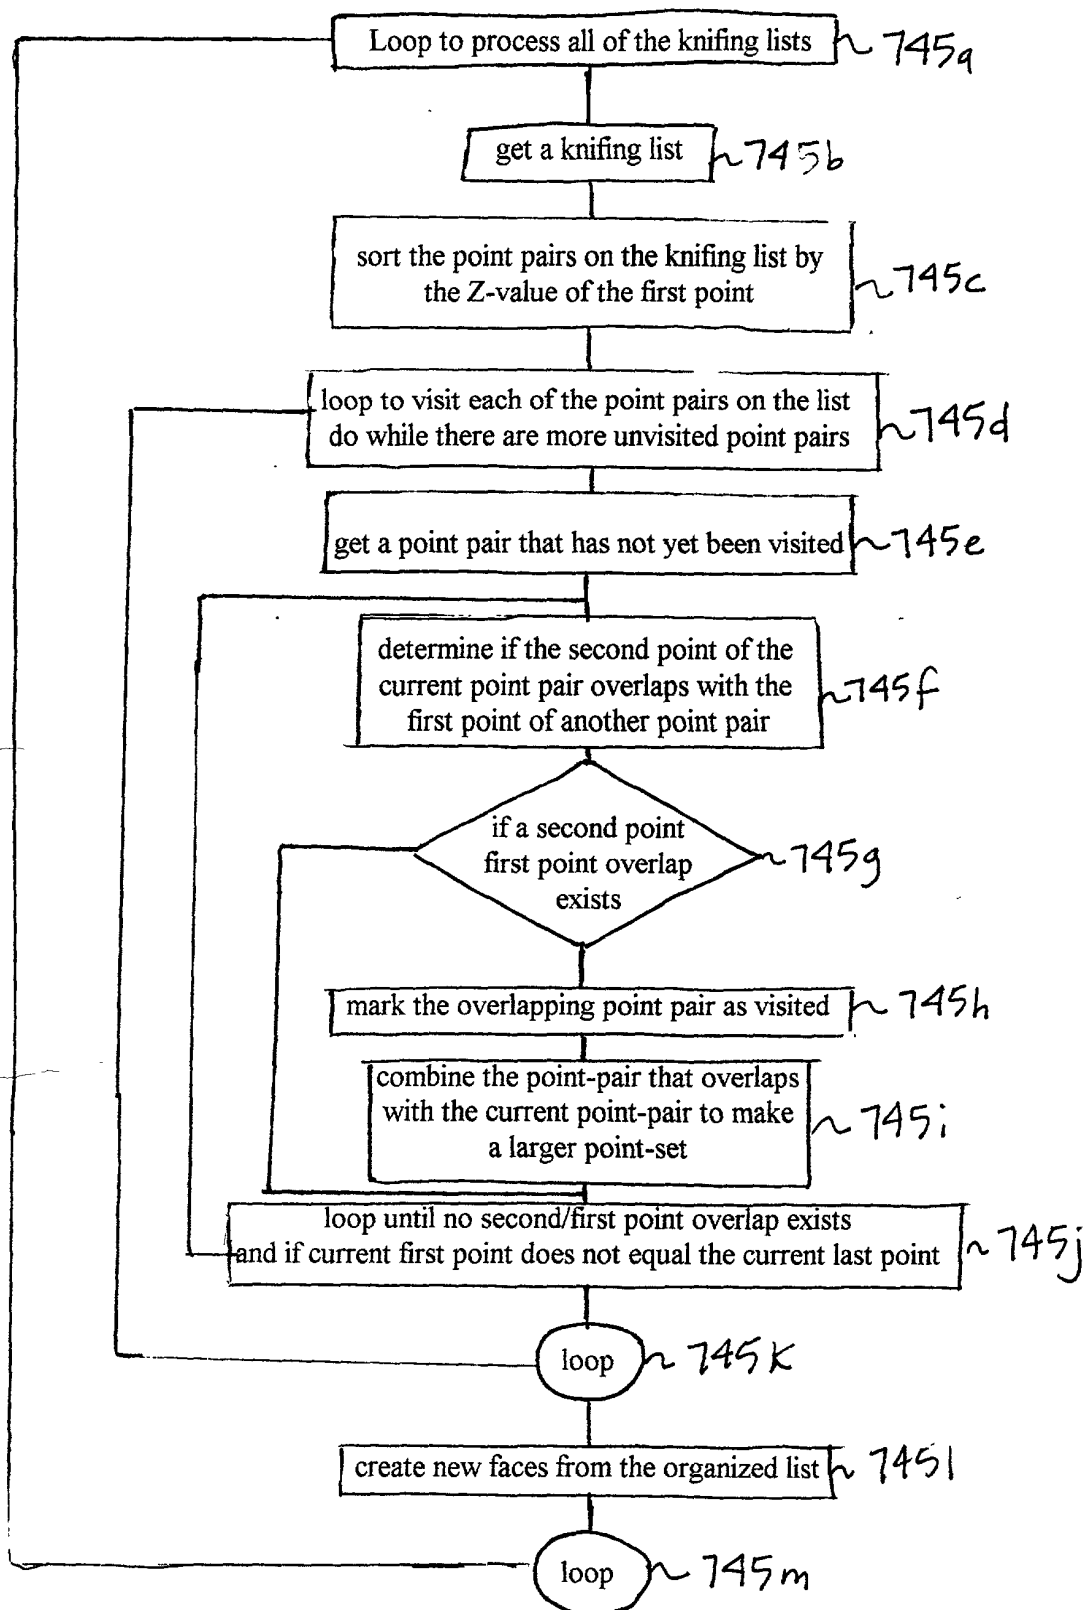 Loop to process all of the knifing lists 745a
get a knifing list 745b
sort the point pairs on the knifing list by
the Z-value of the first point
745c
loop to visit each of the point pairs on the list
do while there are more unvisited point pairs
745d
get a point pair that has not yet been visited 745e
determine if the second point of the
current point pair overlaps with the
first point of another point pair
745f
if a second point
first point overlap
exists
745g
mark the overlapping point pair as visited 745h
combine the point-pair that overlaps
with the current point-pair to make
a larger point-set
745i
loop until no second/first point overlap exists
and if current first point does not equal the current last point
745j
loop 745k
create new faces from the organized list 745l
loop 745m